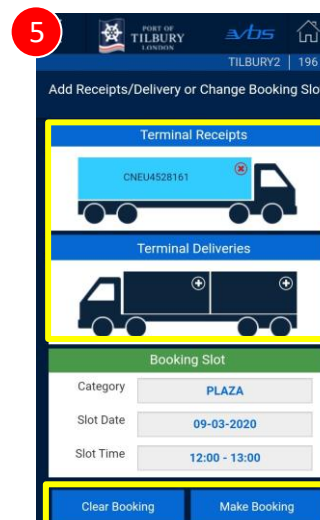 5
PORT OF
TILBURY
LONDON
vbs
TILBURY2 | 196
Add Receipts/Delivery or Change Booking Slo
Terminal Receipts
CNEU4528161
Terminal Deliveries
Booking Slot
Category PLAZA
Slot Date 09-03-2020
Slot Time 12:00 - 13:00
Clear Booking Make Booking